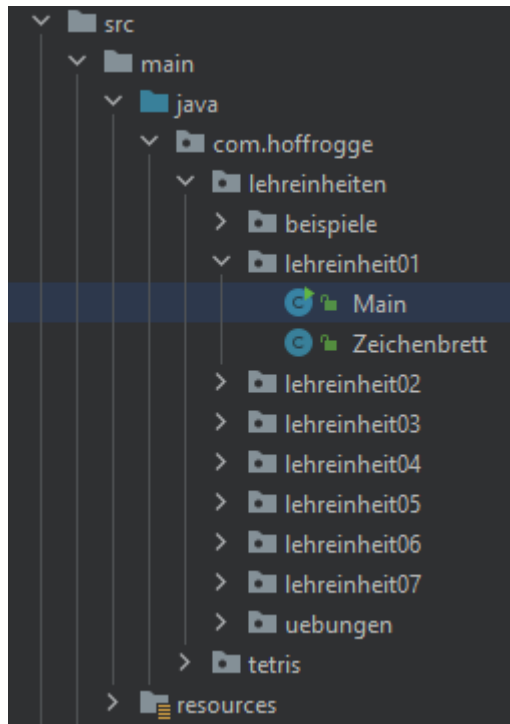 src
main
java
com.hoffrogge
lehreinheiten
beispiele
lehreinheit01
Main
Zeichenbrett
lehreinheit02
lehreinheit03
lehreinheit04
lehreinheit05
lehreinheit06
lehreinheit07
uebungen
tetris
resources